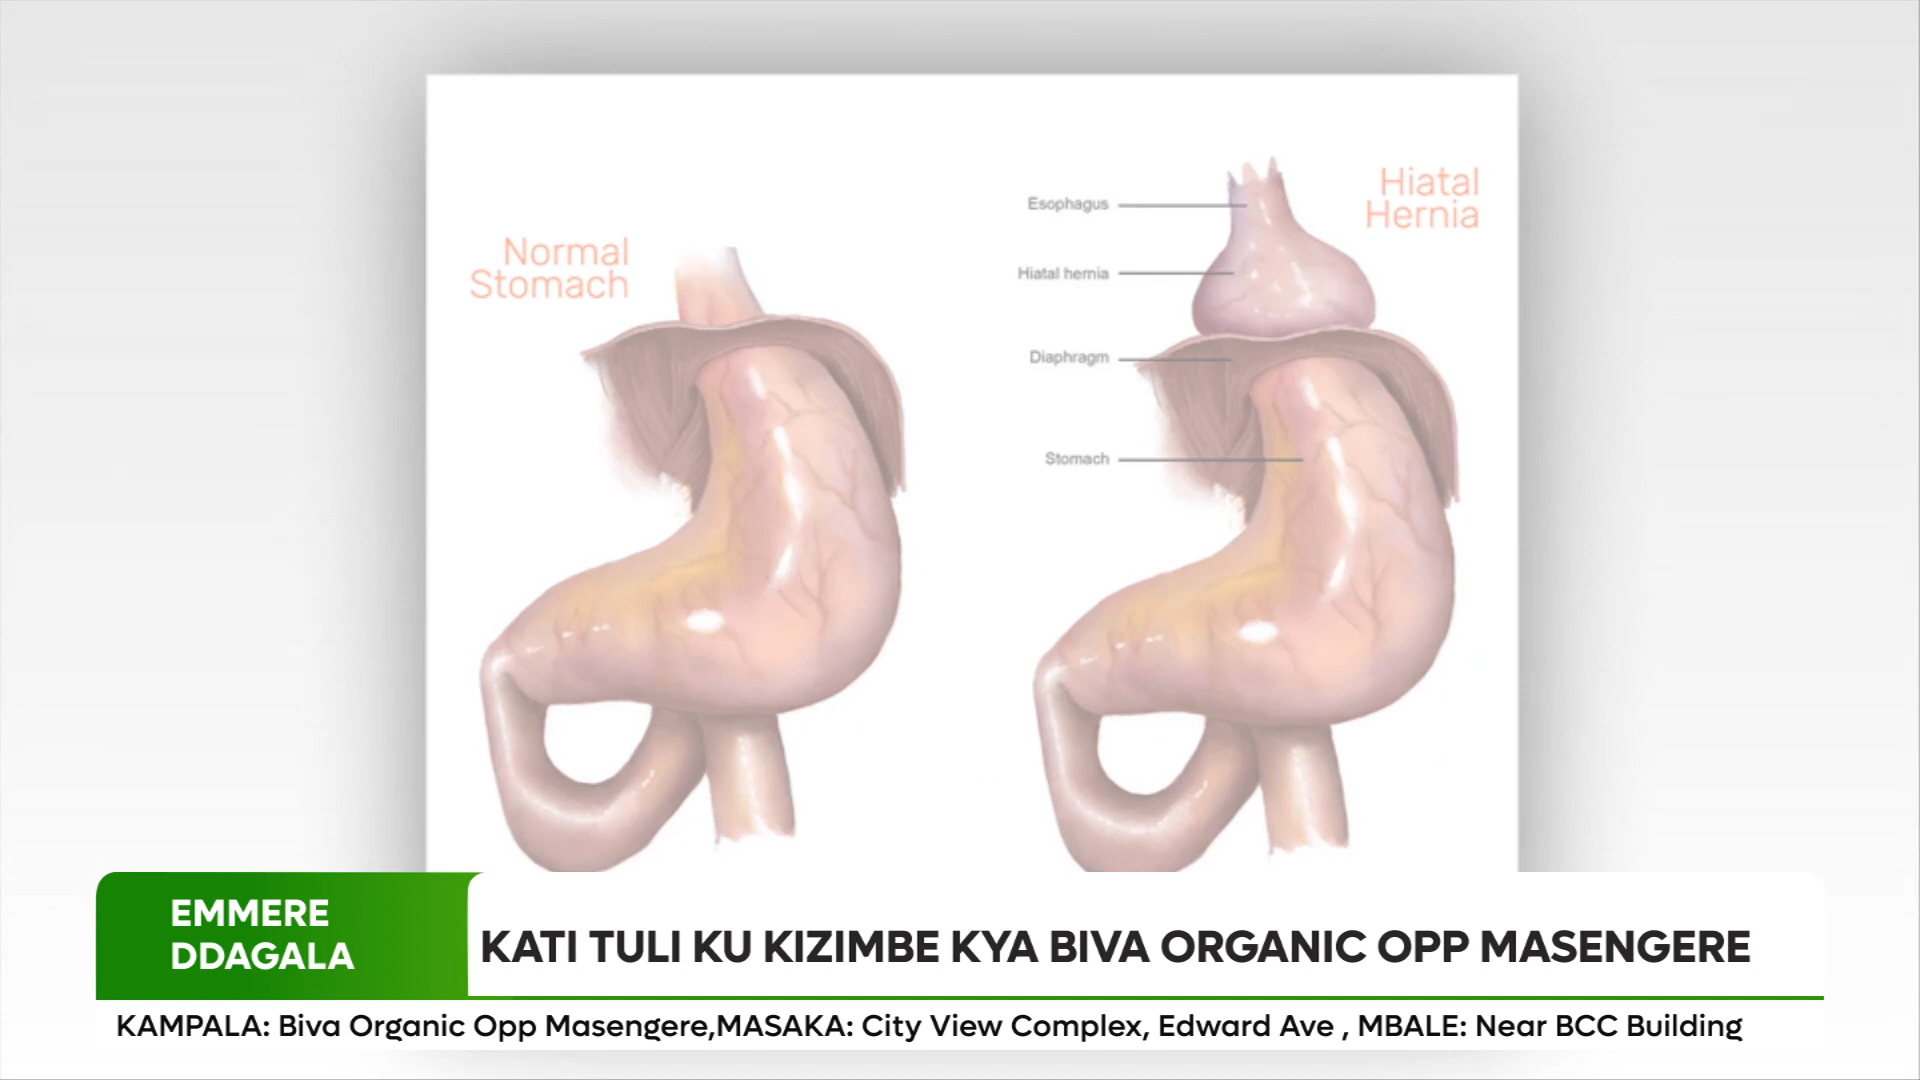 Normal
Stomach
Hiatal
Hernia
Esophagus
Hiatal hernia
Diaphragm
Stomach
EMMERE
DDAGALA
KATI TULI KU KIZIMBE KYA BIVA ORGANIC OPP MASENGERE
KAMPALA: Biva Organic Opp Masengere,MASAKA: City View Complex, Edward Ave , MBALE: Near BCC Building